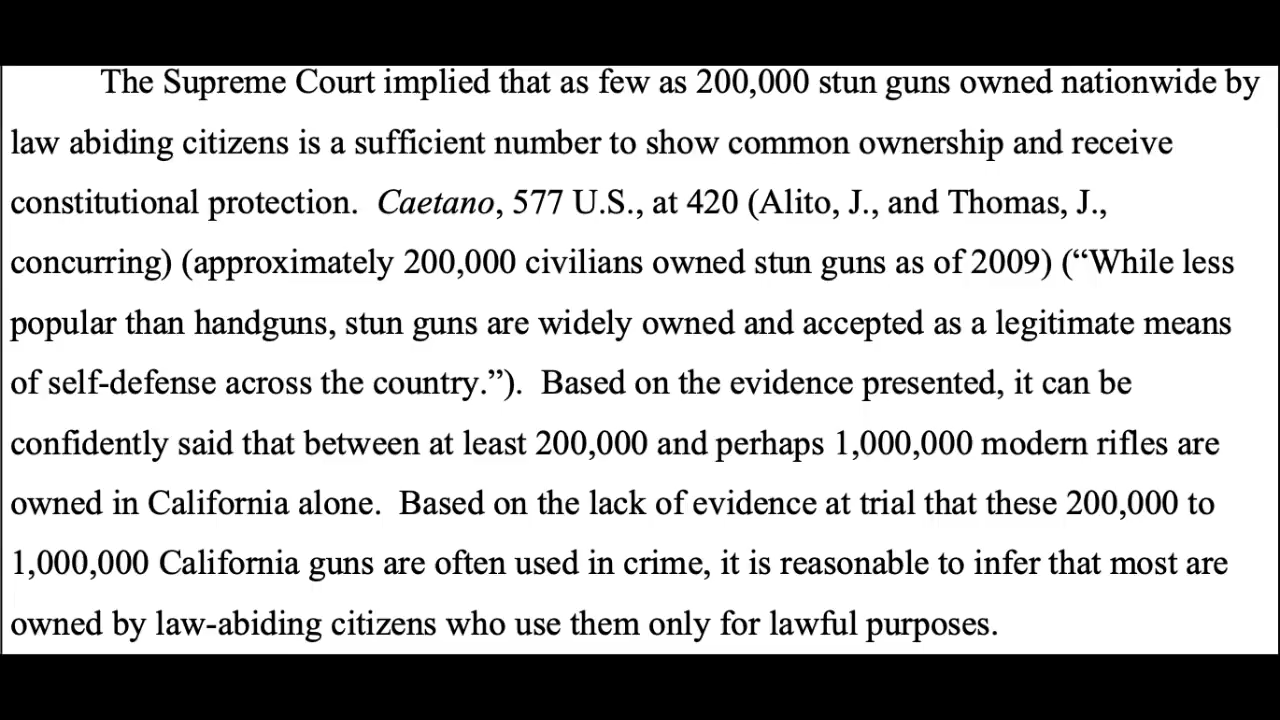 The Supreme Court implied that as few as 200,000 stun guns owned nationwide by
law abiding citizens is a sufficient number to show common ownership and receive
constitutional protection.  Caetano, 577 U.S., at 420 (Alito, J., and Thomas, J.,
concurring) (approximately 200,000 civilians owned stun guns as of 2009) (“While less
popular than handguns, stun guns are widely owned and accepted as a legitimate means
of self-defense across the country.”).  Based on the evidence presented, it can be
confidently said that between at least 200,000 and perhaps 1,000,000 modern rifles are
owned in California alone.  Based on the lack of evidence at trial that these 200,000 to
1,000,000 California guns are often used in crime, it is reasonable to infer that most are
owned by law-abiding citizens who use them only for lawful purposes.